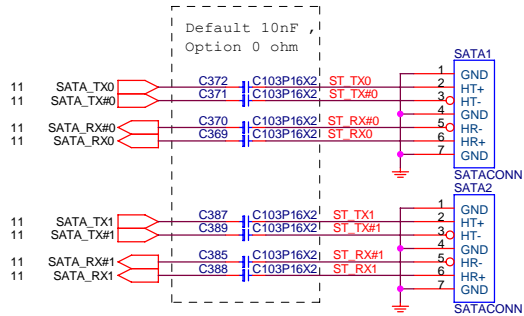 Default 10nF ,
Option 0 ohm
SATA1
11 SATA_TX0 C372 C103P16X2 ST_TX0 1 GND
11 SATA_TX#0 C371 C103P16X2 ST_TX#0 2 HT+
3 HT-
4 GND
11 SATA_RX#0 C370 C103P16X2 ST_RX#0 5 HR-
11 SATA_RX0 C369 C103P16X2 ST_RX0 6 HR+
7 GND
SATACONN
SATA2
1 GND
11 SATA_TX1 C387 C103P16X2 ST_TX1 2 HT+
11 SATA_TX#1 C389 C103P16X2 ST_TX#1 3 HT-
4 GND
11 SATA_RX#1 C385 C103P16X2 ST_RX#1 5 HR-
11 SATA_RX1 C388 C103P16X2 ST_RX1 6 HR+
7 GND
SATACONN